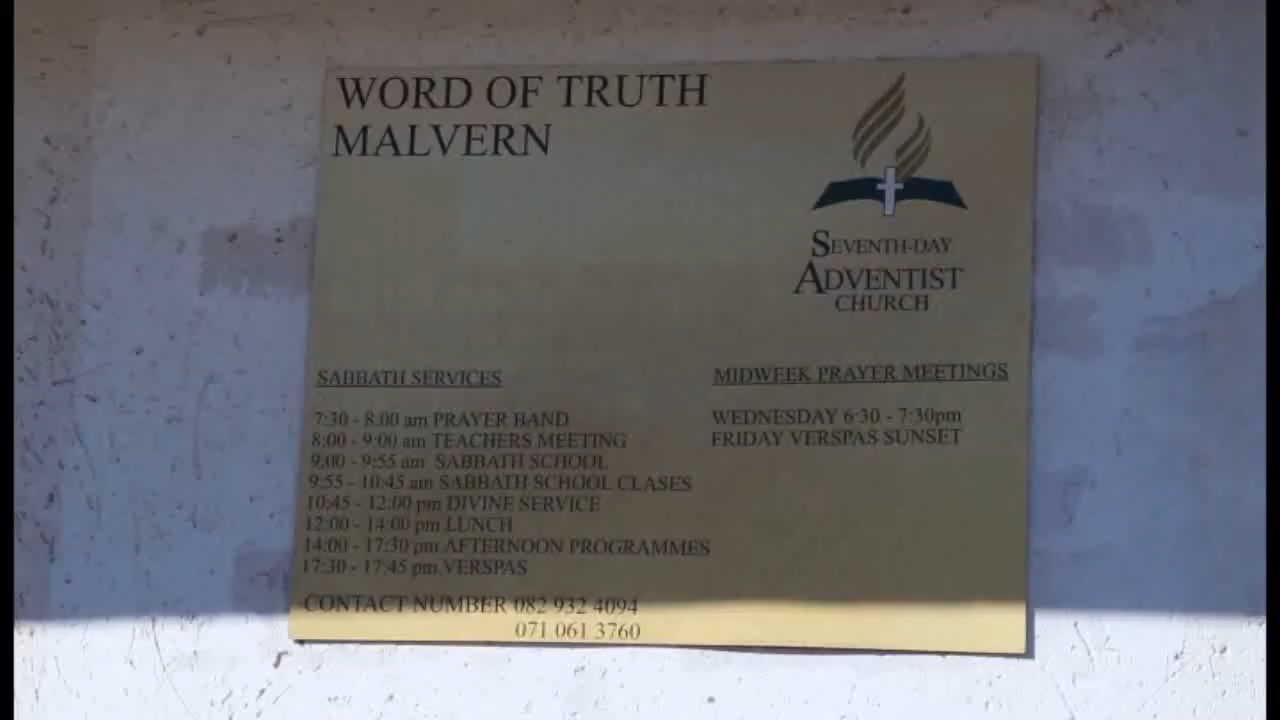 WORD OF TRUTH
MALVERN
SEVENTH-DAY
ADVENTIST
CHURCH
SABBATH SERVICES
7:30 - 8.00 am PRAYER BAND
8:00 - 9:00 am TEACHERS MEETING
9:00 - 9:55 am SABBATH SCHOOL
9:55 - 10:45 am SABBATH SCHOOL CLASES
10:45 - 12:00 pm DIVINE SERVICE
12:00 - 14:00 pm LUNCH
14:00 - 17:30 pm AFTERNOON PROGRAMMES
17:30 - 17:45 pm VERSPAS
MIDWEEK PRAYER MEETINGS
WEDNESDAY 6:30 - 7:30pm
FRIDAY VERSPAS SUNSET
CONTACT NUMBER 082 932 4094
071 061 3760